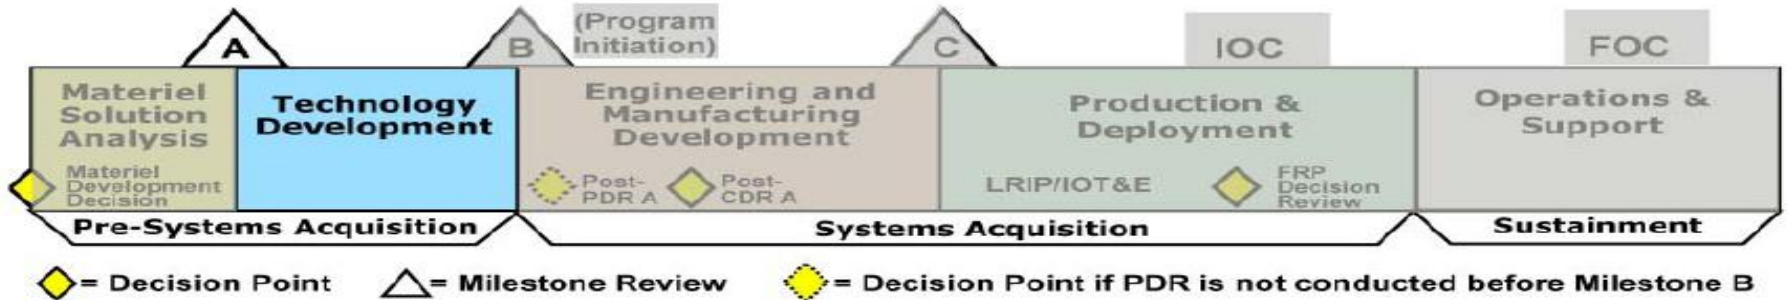 A
B
(Program
Initiation)
C
IOC
FOC
Materiel
Solution
Analysis
Materiel
Development
Decision
Technology
Development
Engineering and
Manufacturing
Development
Post-
PDR A
Post-
CDR A
Production &
Deployment
LRIP/IOT&E
FRP
Decision
Review
Operations &
Support
Pre-Systems Acquisition
Systems Acquisition
Sustainment
= Decision Point
= Milestone Review
= Decision Point if PDR is not conducted before Milestone B